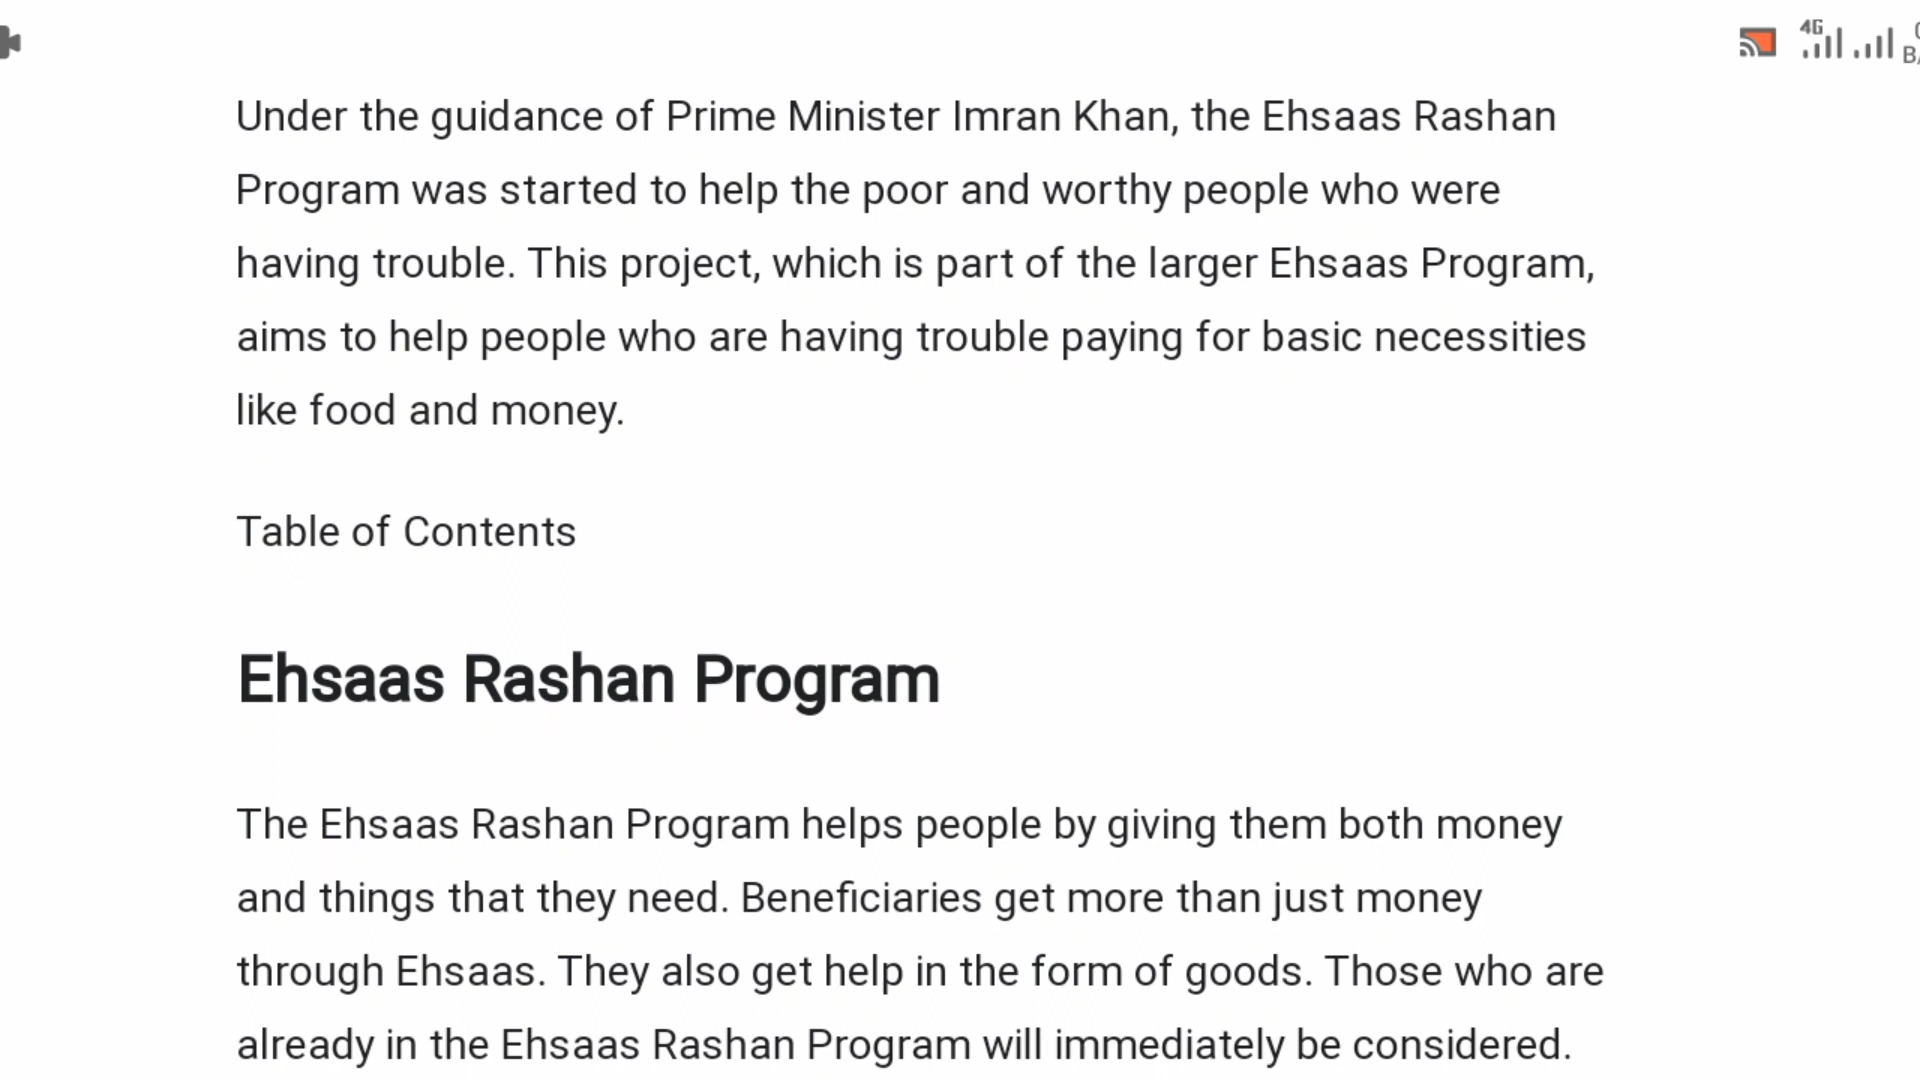 4G
Under the guidance of Prime Minister Imran Khan, the Ehsaas Rashan
Program was started to help the poor and worthy people who were
having trouble. This project, which is part of the larger Ehsaas Program,
aims to help people who are having trouble paying for basic necessities
like food and money.
Table of Contents
Ehsaas Rashan Program
The Ehsaas Rashan Program helps people by giving them both money
and things that they need. Beneficiaries get more than just money
through Ehsaas. They also get help in the form of goods. Those who are
already in the Ehsaas Rashan Program will immediately be considered.